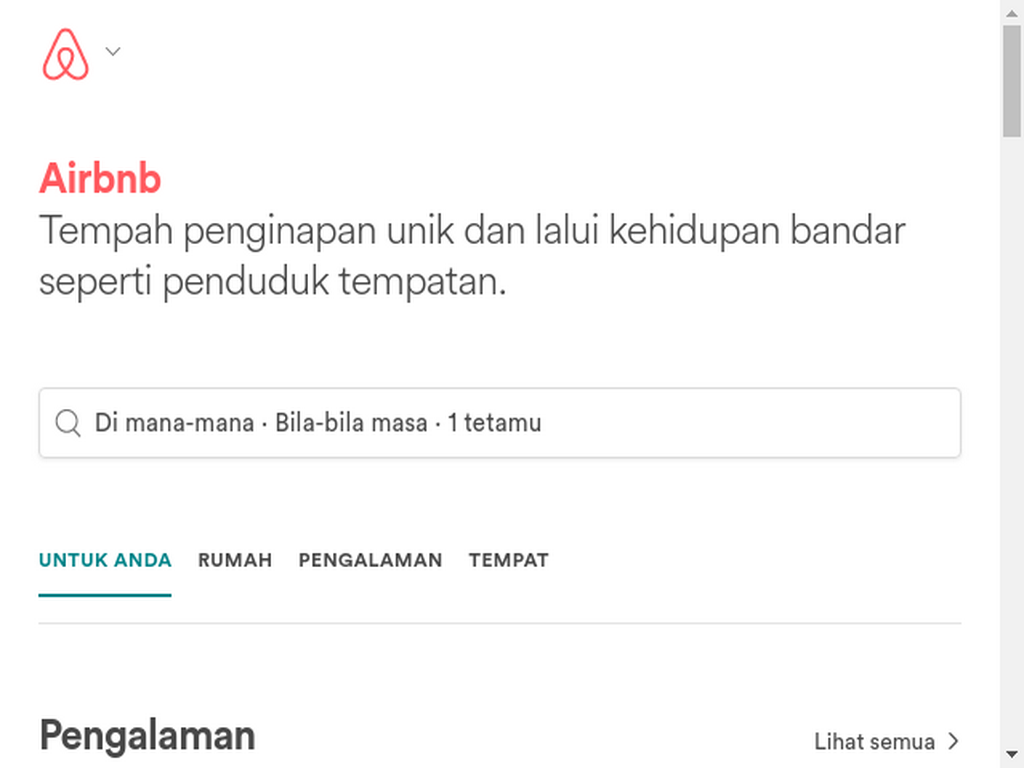 Airbnb
Tempah penginapan unik dan lalui kehidupan bandar
seperti penduduk tempatan.
Di mana-mana · Bila-bila masa · 1 tetamu
UNTUK ANDA RUMAH PENGALAMAN TEMPAT
Pengalaman Lihat semua